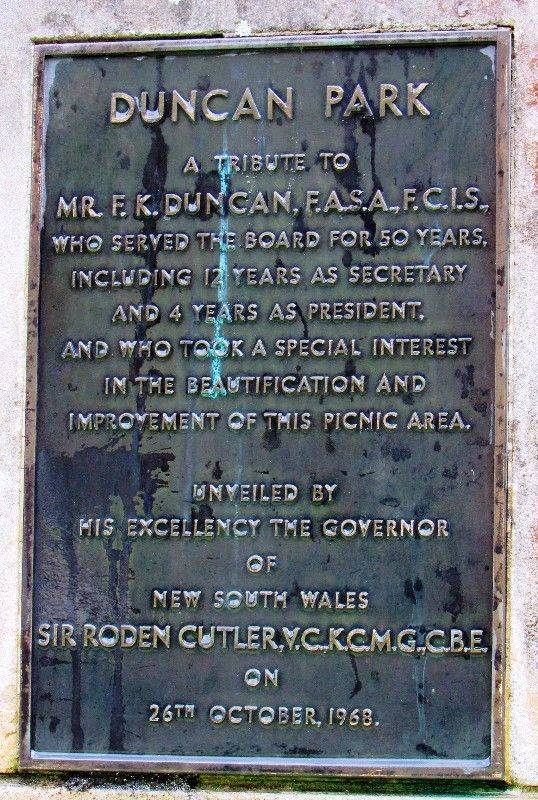 DUNCAN PARK
A TRIBUTE TO
MR. F. K. DUNCAN, F.A.S.A., F.C.I.S.,
WHO SERVED THE BOARD FOR 50 YEARS,
INCLUDING 12 YEARS AS SECRETARY
AND 4 YEARS AS PRESIDENT,
AND WHO TOOK A SPECIAL INTEREST
IN THE BEAUTIFICATION AND
IMPROVEMENT OF THIS PICNIC AREA.
UNVEILED BY
HIS EXCELLENCY THE GOVERNOR
OF
NEW SOUTH WALES
SIR RODEN CUTLER, V.C., K.C.M.G., C.B.E.
ON
26TH OCTOBER, 1968.